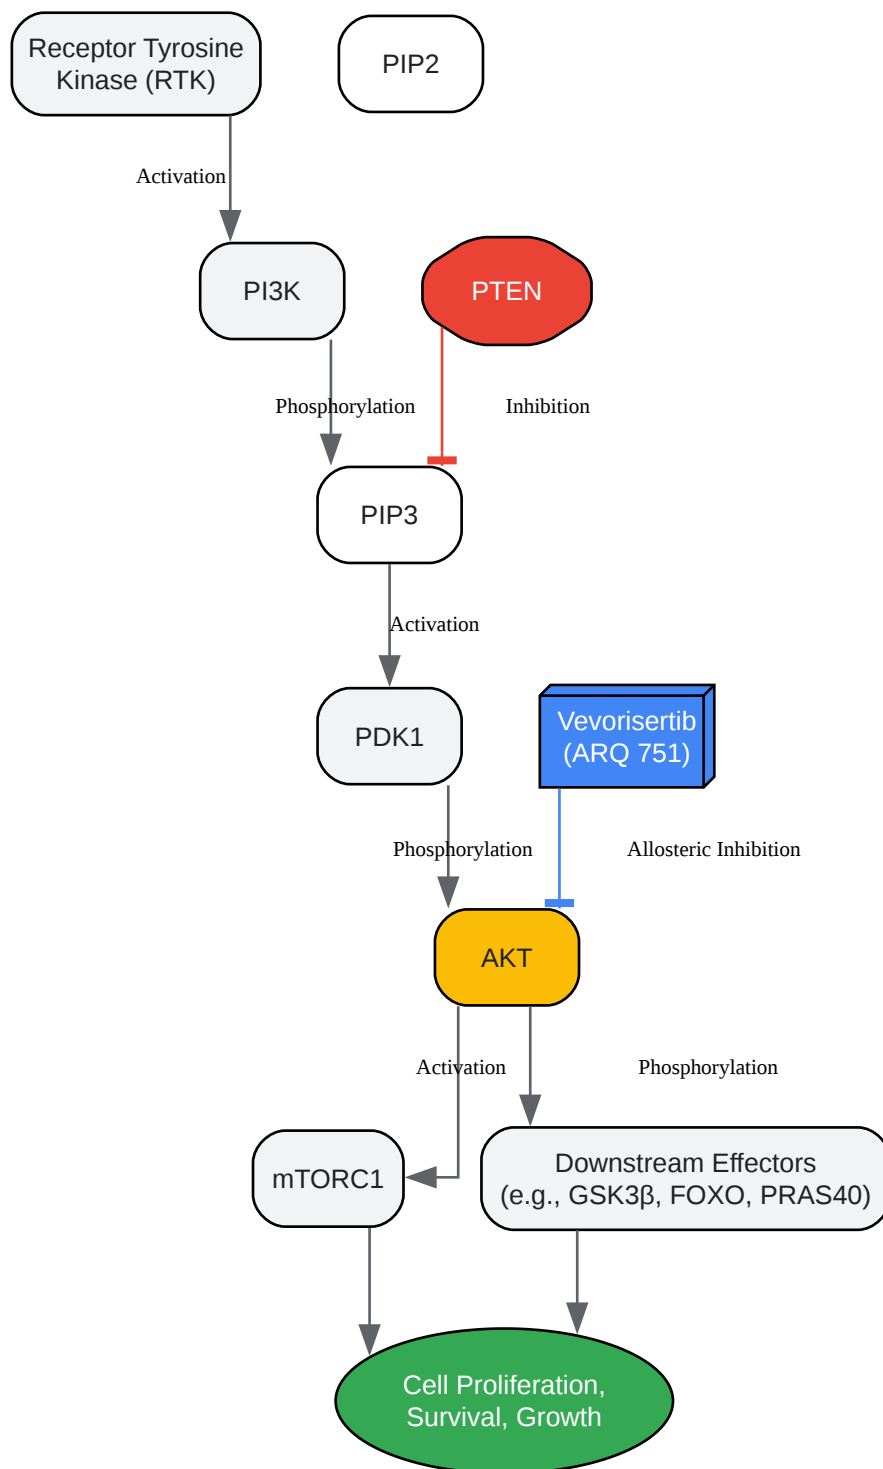 Receptor Tyrosine
Kinase (RTK)
PIP2
Activation
PI3K
PTEN
Phosphorylation
Inhibition
PIP3
Activation
PDK1
Vevorisertib
(ARQ 751)
Phosphorylation
Allosteric Inhibition
AKT
Activation
Phosphorylation
mTORC1
Downstream Effectors
(e.g., GSK3β, FOXO, PRAS40)
Cell Proliferation,
Survival, Growth